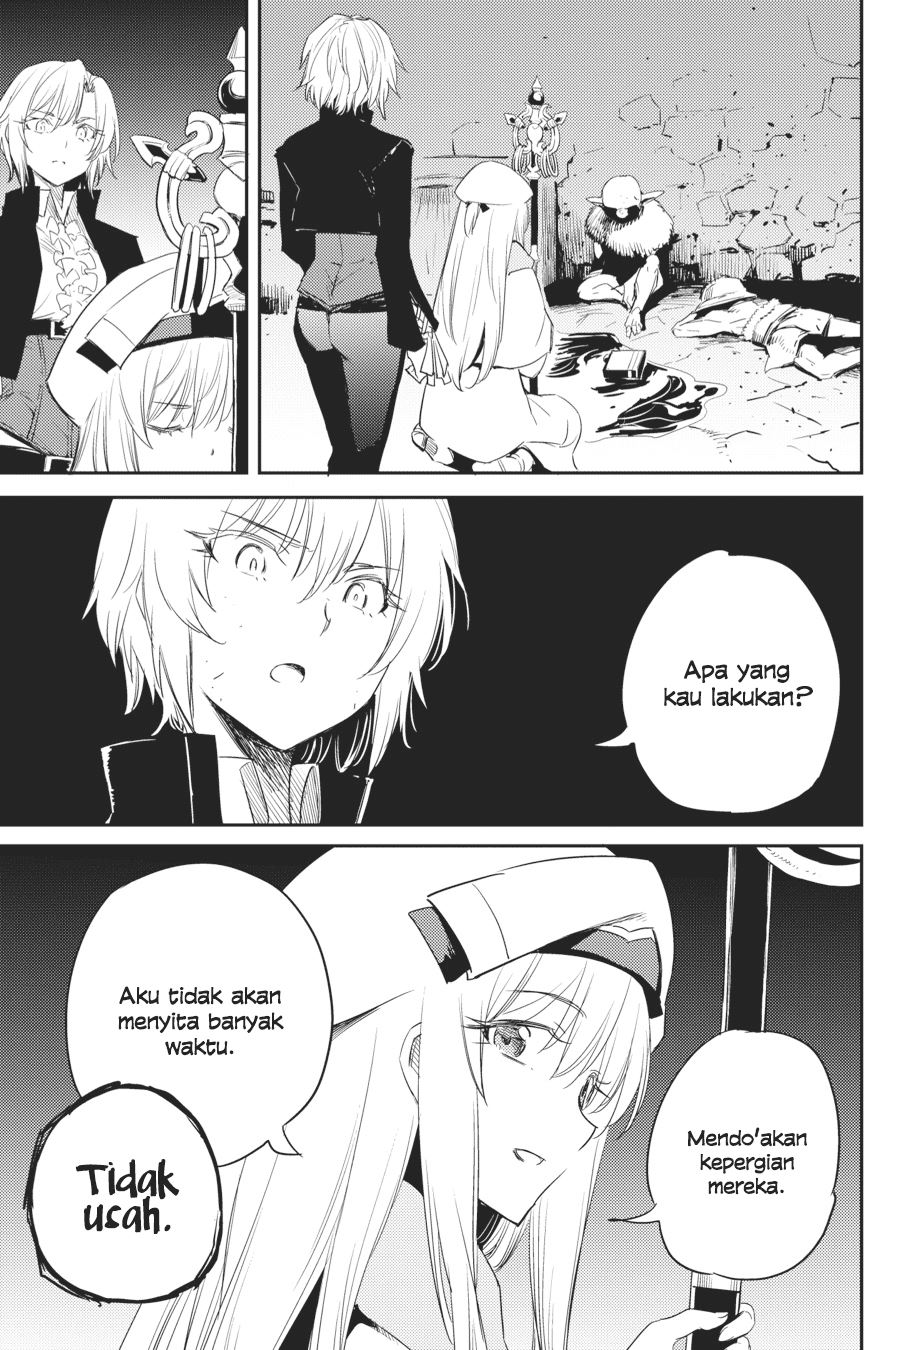 Apa yang
kau lakukan?
Mendo'akan
kepergian
mereka.
Aku tidak akan
menyita banyak
waktu.
Tidak
usah.